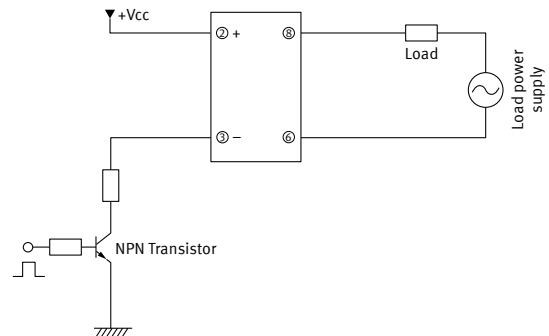 +Vcc
② + ⑧
Load
Load power
supply
③ − ⑥
NPN Transistor